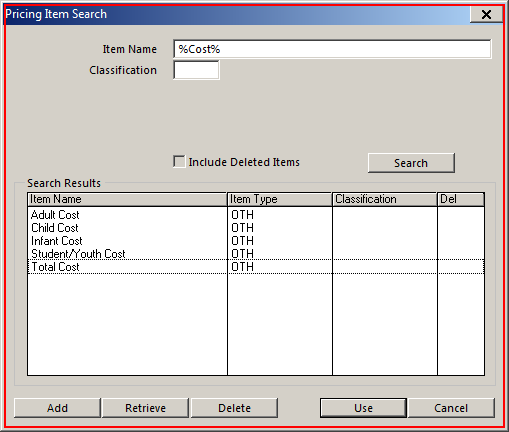 Pricing Item Search
Item Name %Cost%
Classification
Include Deleted Items Search
Search Results
Item Name Item Type Classification Del
Adult Cost OTH
Child Cost OTH
Infant Cost OTH
Student/Youth Cost OTH
Total Cost OTH
Add Retrieve Delete Use Cancel